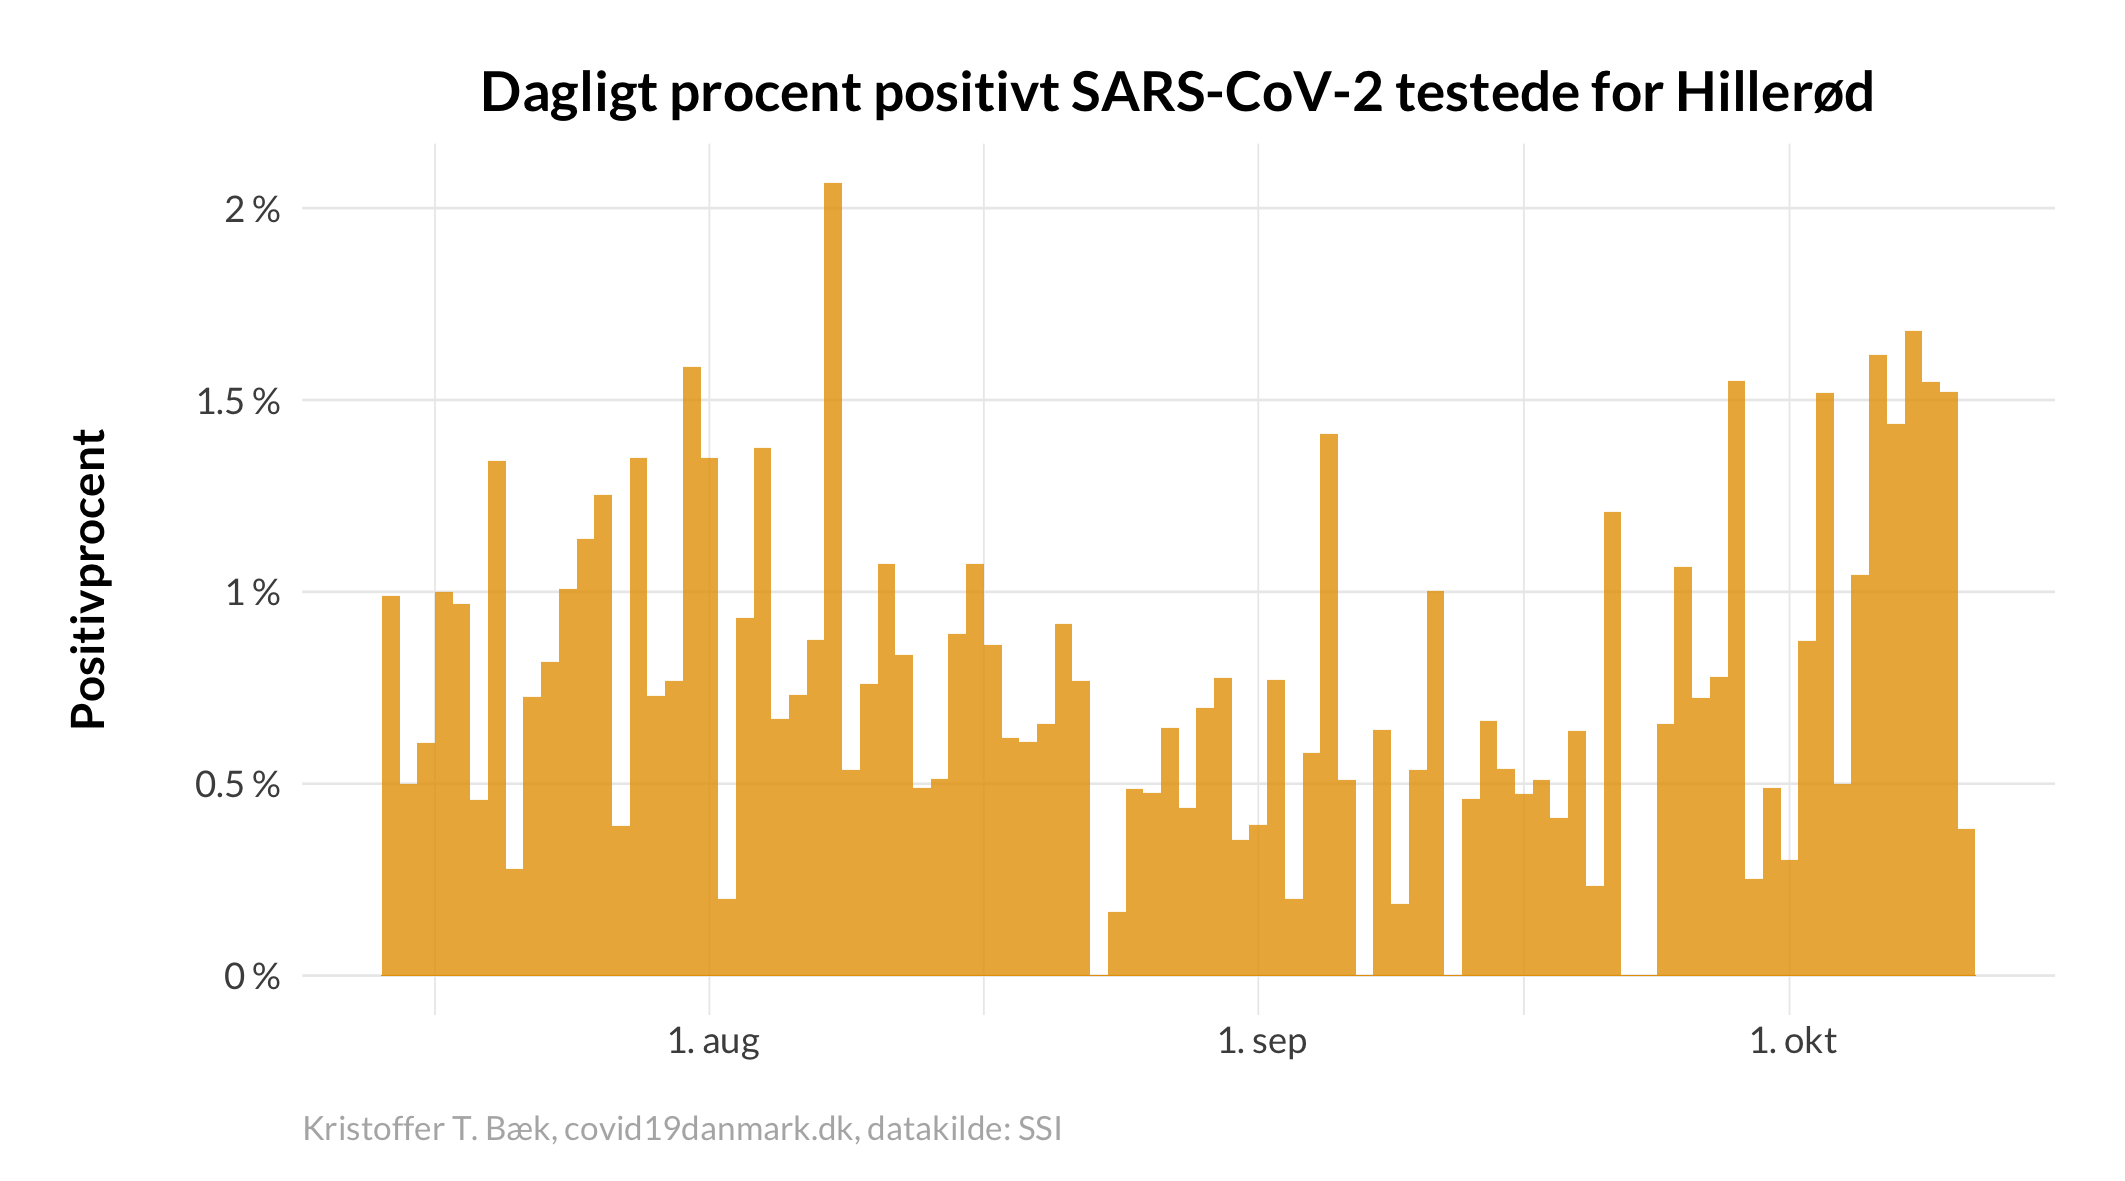 Dagligt procent positivt SARS-CoV-2 testede for Hillerød
Positivprocent
2 %
1.5 %
1 %
0.5 %
0 %
1. aug
1. sep
1. okt
Kristoffer T. Bæk, covid19danmark.dk, datakilde: SSI